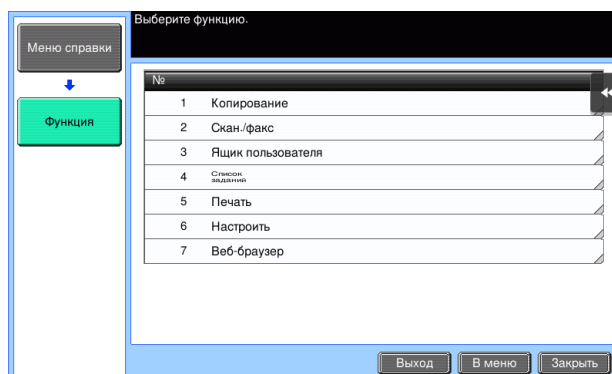 Выберите функцию.
Меню справки
Функция
№
1 Копирование
2 Скан./факс
3 Ящик пользователя
4 Список
заданий
5 Печать
6 Настроить
7 Веб-браузер
Выход В меню Закрыть